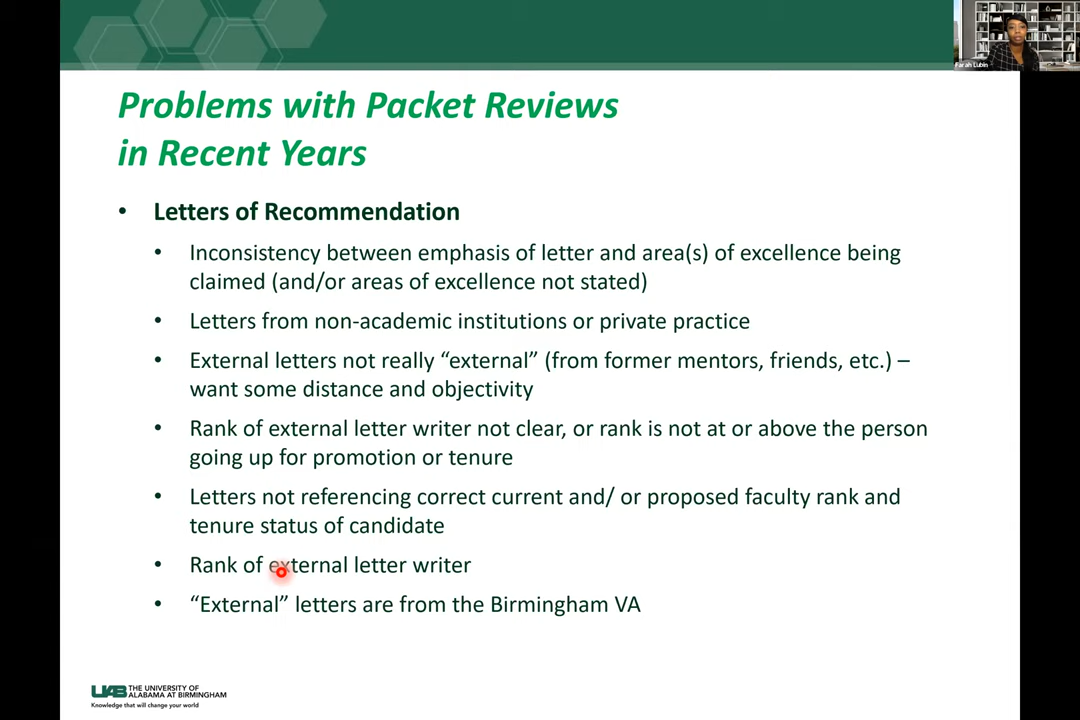 Farah Lubin
Problems with Packet Reviews
in Recent Years
• Letters of Recommendation
• Inconsistency between emphasis of letter and area(s) of excellence being
claimed (and/or areas of excellence not stated)
• Letters from non-academic institutions or private practice
• External letters not really “external” (from former mentors, friends, etc.) –
want some distance and objectivity
• Rank of external letter writer not clear, or rank is not at or above the person
going up for promotion or tenure
• Letters not referencing correct current and/ or proposed faculty rank and
tenure status of candidate
• Rank of external letter writer
• “External” letters are from the Birmingham VA
UAB THE UNIVERSITY OF
ALABAMA AT BIRMINGHAM
Knowledge that will change your world